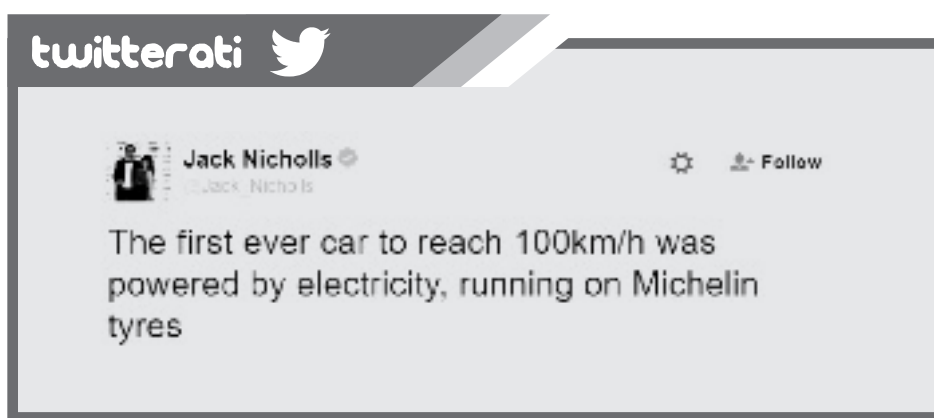 twitterati
Jack Nicholls
@Jack_Nicholls
Follow
The first ever car to reach 100km/h was
powered by electricity, running on Michelin
tyres